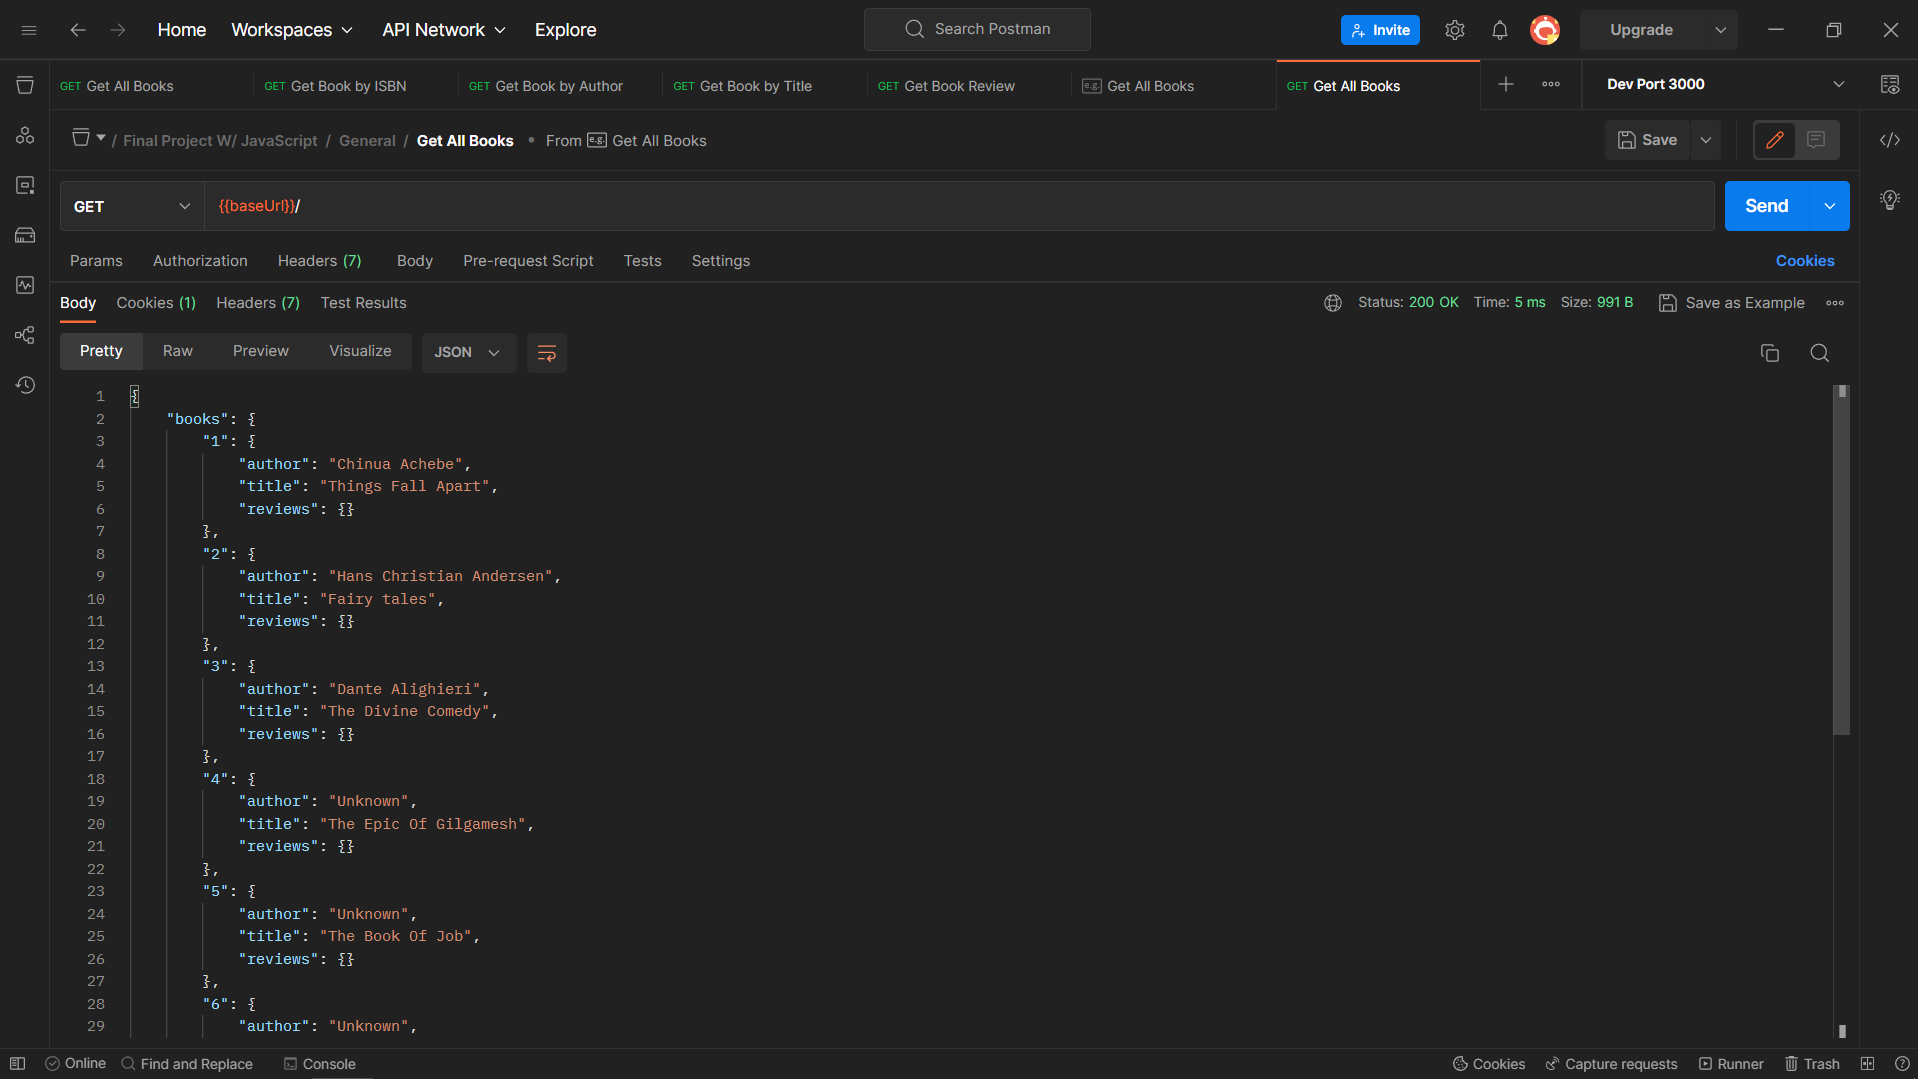 Home Workspaces API Network Explore Search Postman Invite Upgrade
GET Get All Books GET Get Book by ISBN GET Get Book by Author GET Get Book by Title GET Get Book Review e.g. Get All Books GET Get All Books Dev Port 3000
/ Final Project W/ JavaScript / General / Get All Books • From e.g. Get All Books Save
GET {{baseUrl}}/ Send
Params Authorization Headers (7) Body Pre-request Script Tests Settings Cookies
Body Cookies (1) Headers (7) Test Results Status: 200 OK Time: 5 ms Size: 991 B Save as Example
Pretty Raw Preview Visualize JSON
1 {
2 "books": {
3 "1": {
4 "author": "Chinua Achebe",
5 "title": "Things Fall Apart",
6 "reviews": {}
7 },
8 "2": {
9 "author": "Hans Christian Andersen",
10 "title": "Fairy tales",
11 "reviews": {}
12 },
13 "3": {
14 "author": "Dante Alighieri",
15 "title": "The Divine Comedy",
16 "reviews": {}
17 },
18 "4": {
19 "author": "Unknown",
20 "title": "The Epic Of Gilgamesh",
21 "reviews": {}
22 },
23 "5": {
24 "author": "Unknown",
25 "title": "The Book Of Job",
26 "reviews": {}
27 },
28 "6": {
29 "author": "Unknown",
Online Find and Replace Console Cookies Capture requests Runner Trash